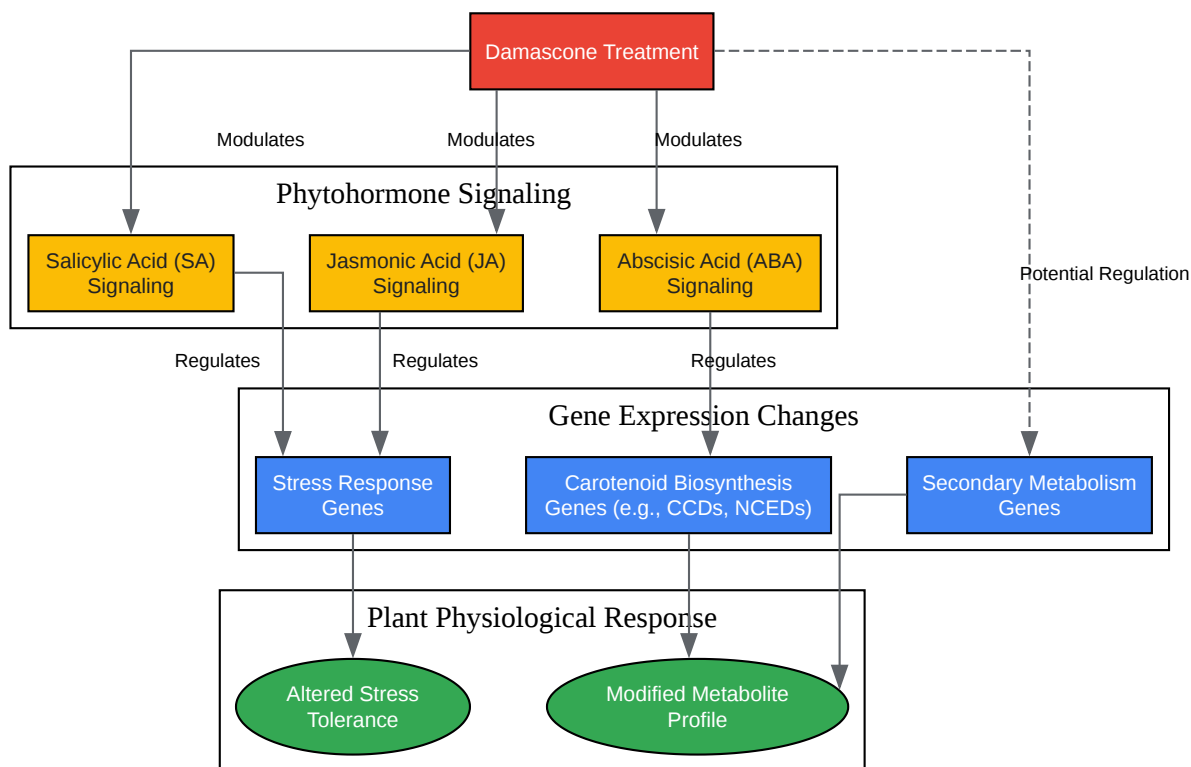 Damascone Treatment
Modulates
Modulates
Modulates
Phytohormone Signaling
Salicylic Acid (SA)
Signaling
Jasmonic Acid (JA)
Signaling
Abscisic Acid (ABA)
Signaling
Potential Regulation
Regulates
Regulates
Regulates
Gene Expression Changes
Stress Response
Genes
Carotenoid Biosynthesis
Genes (e.g., CCDs, NCEDs)
Secondary Metabolism
Genes
Plant Physiological Response
Altered Stress
Tolerance
Modified Metabolite
Profile